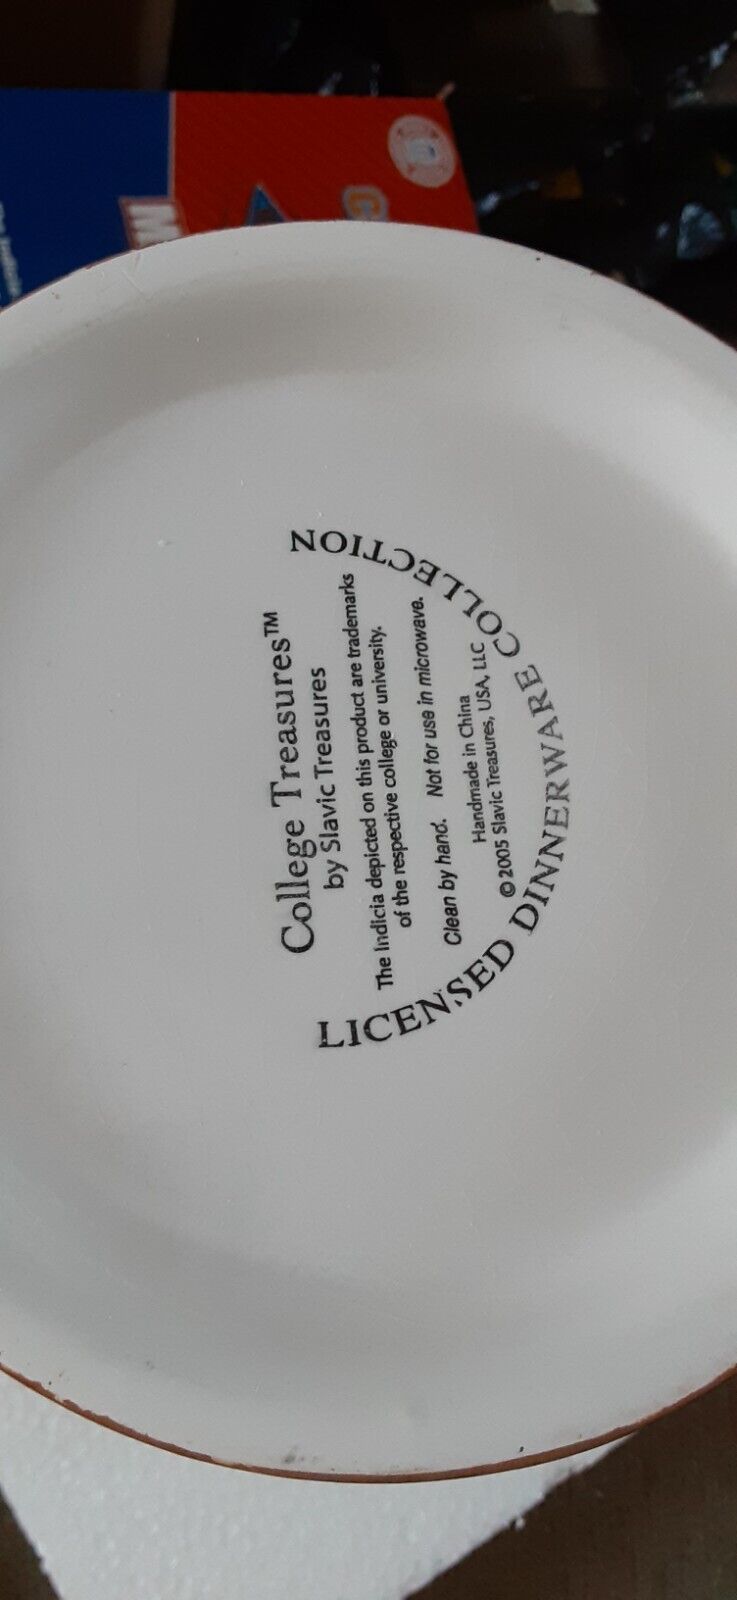 College Treasures™
by Slavic Treasures
The Indicia depicted on this product are trademarks
of the respective college or university.
Clean by hand. Not for use in microwave.
Handmade in China
© 2005 Slavic Treasures, USA, LLC
LICENSED DINNERWARE COLLECTION